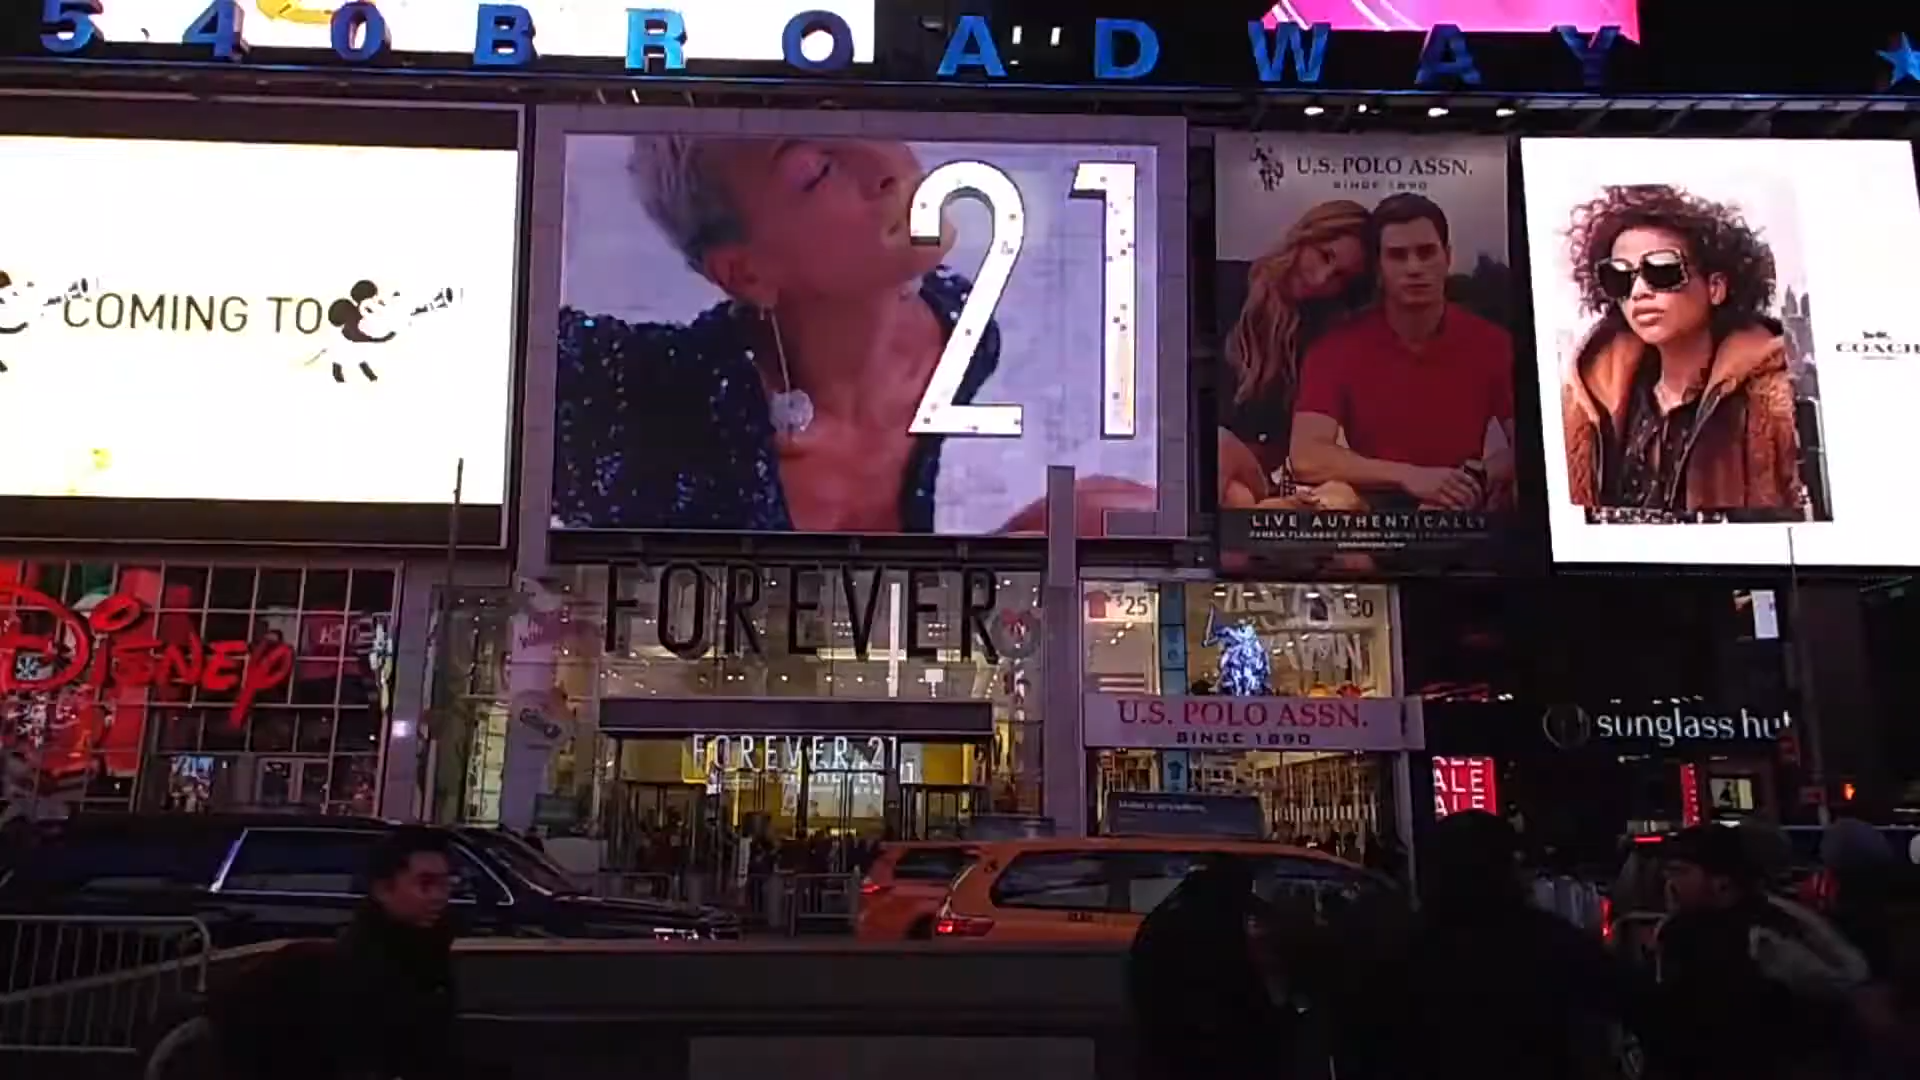 540 BROADWAY
COMING TO
21
U.S. POLO ASSN.
SINCE 1890
LIVE AUTHENTICALLY
COACH
DISNEY
FOREVER
$25
$30
U.S. POLO ASSN.
SINCE 1890
FOREVER 21
sunglass hut
SALE
SALE